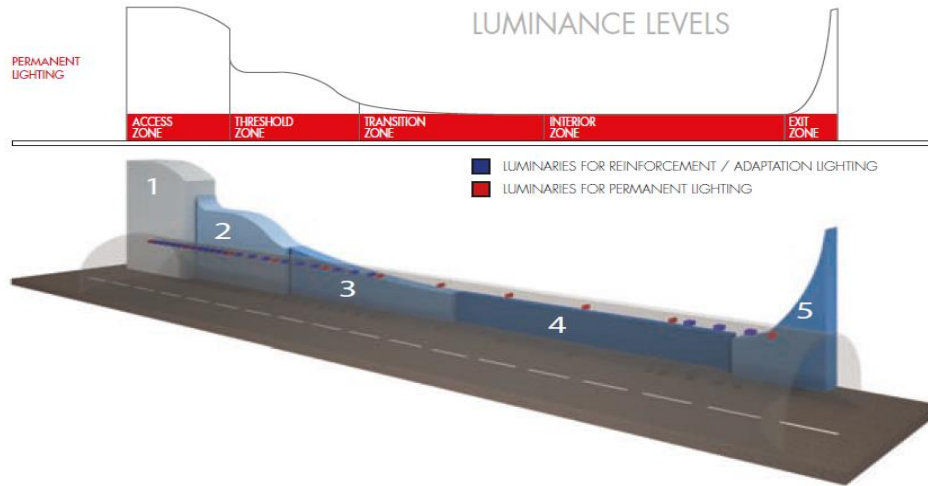 LUMINANCE LEVELS
PERMANENT
LIGHTING
ACCESS
ZONE
THRESHOLD
ZONE
TRANSITION
ZONE
INTERIOR
ZONE
EXIT
ZONE
LUMINARIES FOR REINFORCEMENT / ADAPTATION LIGHTING
LUMINARIES FOR PERMANENT LIGHTING
1
2
3
4
5